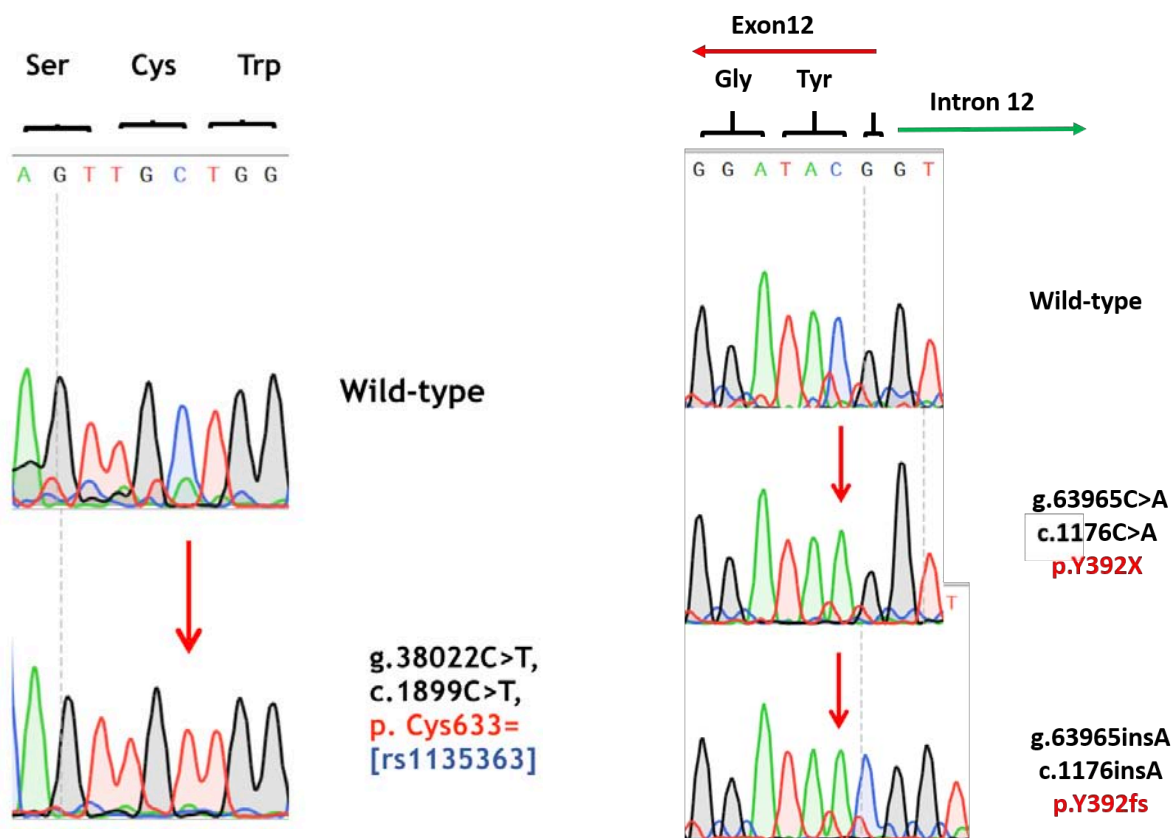 Ser Cys Trp
A G T T G C T G G
Wild-type
g.38022C>T,
c.1899C>T,
p. Cys633=
[rs1135363]
Exon12
Gly Tyr
Intron 12
G G A T A C G G T
Wild-type
g.63965C>A
c.1176C>A
p.Y392X
T
g.63965insA
c.1176insA
p.Y392fs